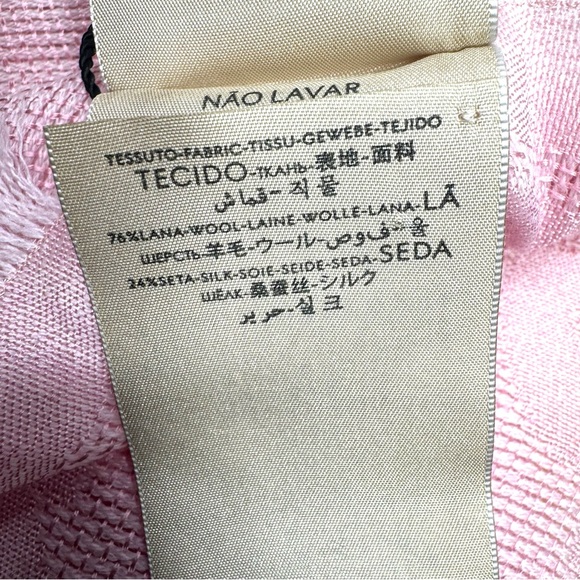 NÃO LAVAR
TESSUTO-FABRIC-TISSU-GEWEBE-TEJIDO
TECIDO-ТКАНЬ-表地-面料
قماش-직물
76%LANA-WOOL-LAINE-WOLLE-LANA-LÃ
ШЕРСТЬ-羊毛-ウール-صوف-울
24%SETA-SILK-SOIE-SEIDE-SEDA-SEDA
ШЁЛК-桑蚕丝-シルク
حرير-실크